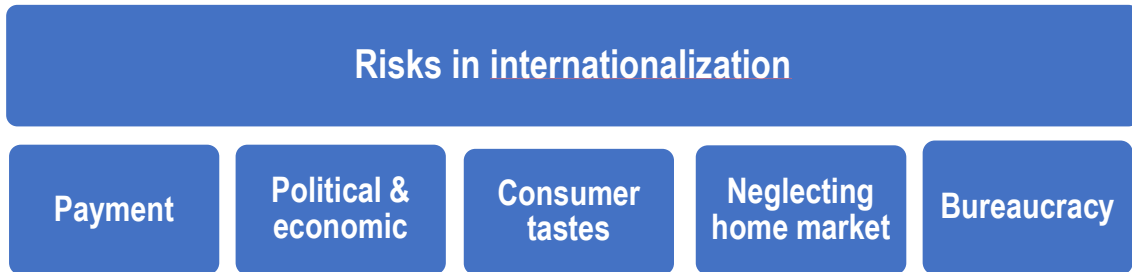 Risks in internationalization
Payment
Political &
economic
Consumer
tastes
Neglecting
home market
Bureaucracy